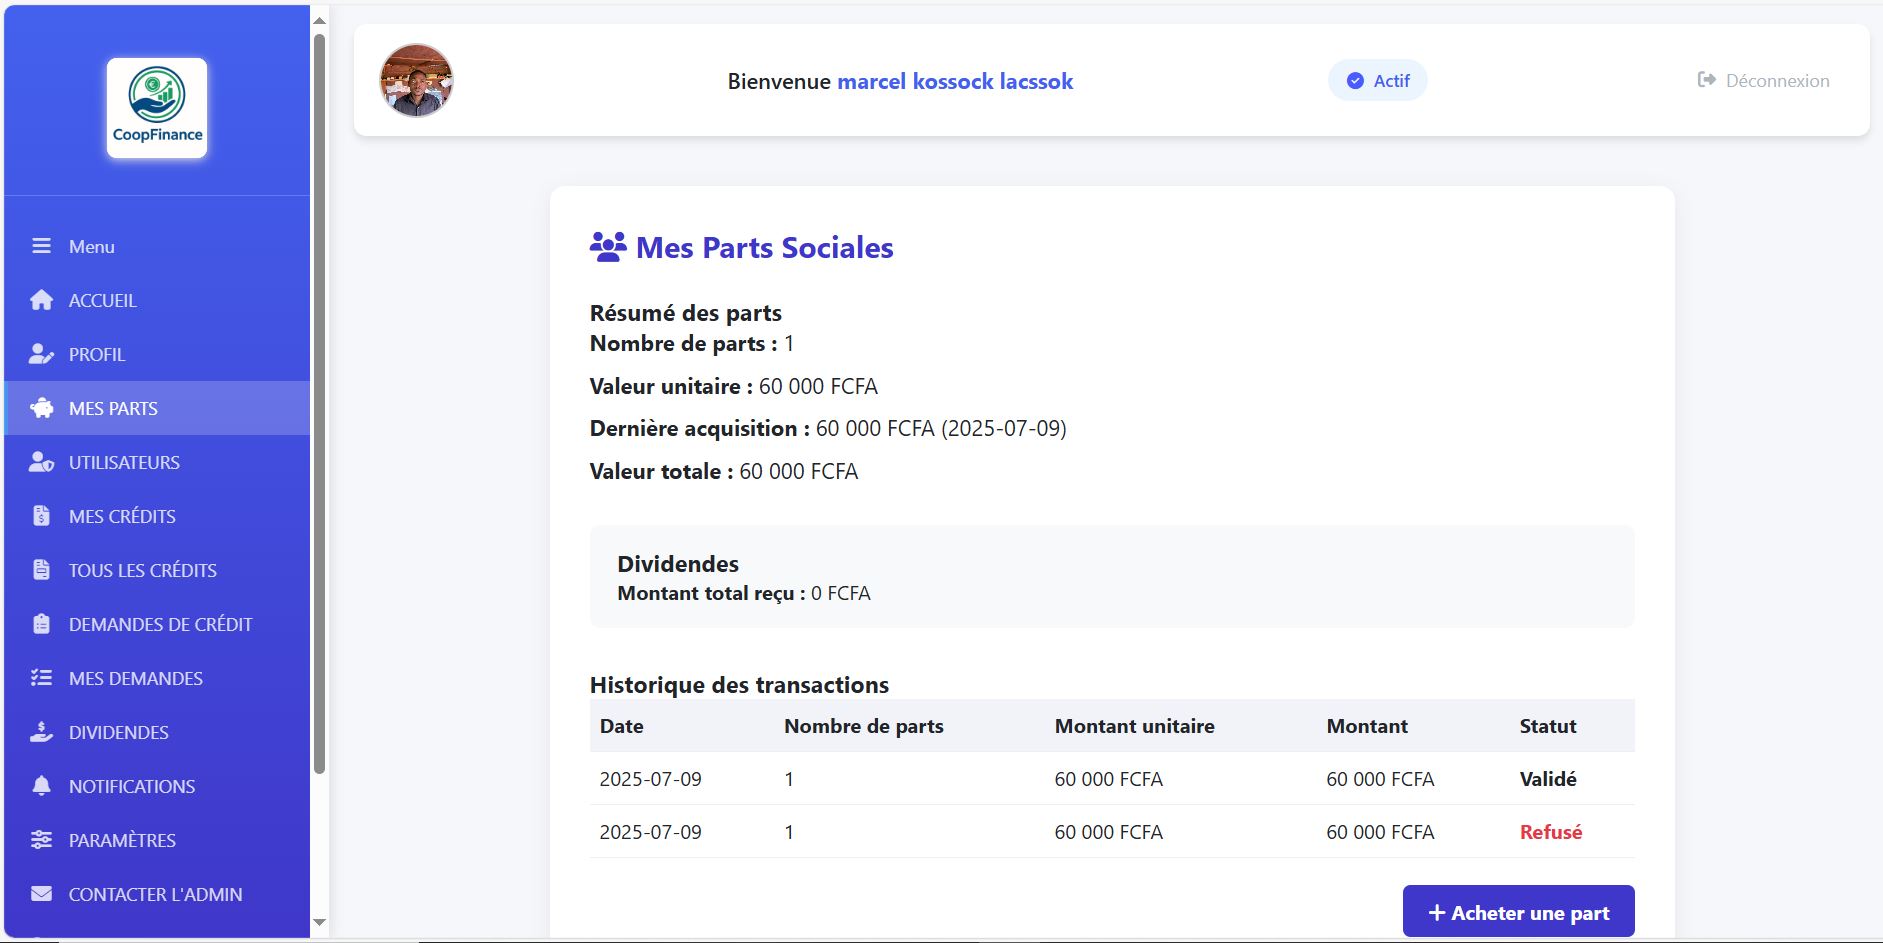 CoopFinance
Menu
ACCUEIL
PROFIL
MES PARTS
UTILISATEURS
MES CRÉDITS
TOUS LES CRÉDITS
DEMANDES DE CRÉDIT
MES DEMANDES
DIVIDENDES
NOTIFICATIONS
PARAMÈTRES
CONTACTER L'ADMIN
Bienvenue marcel kossock lacssok
Actif
Déconnexion
Mes Parts Sociales
Résumé des parts
Nombre de parts : 1
Valeur unitaire : 60 000 FCFA
Dernière acquisition : 60 000 FCFA (2025-07-09)
Valeur totale : 60 000 FCFA
Dividendes
Montant total reçu : 0 FCFA
Historique des transactions
Date Nombre de parts Montant unitaire Montant Statut
2025-07-09 1 60 000 FCFA 60 000 FCFA Validé
2025-07-09 1 60 000 FCFA 60 000 FCFA Refusé
+ Acheter une part